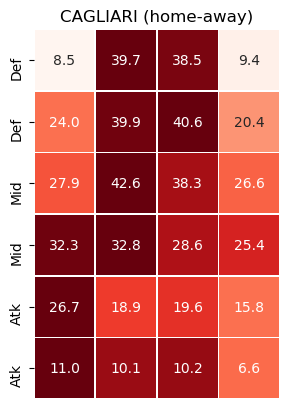 CAGLIARI (home-away)
Def 8.5 39.7 38.5 9.4
Def 24.0 39.9 40.6 20.4
Mid 27.9 42.6 38.3 26.6
Mid 32.3 32.8 28.6 25.4
Atk 26.7 18.9 19.6 15.8
Atk 11.0 10.1 10.2 6.6